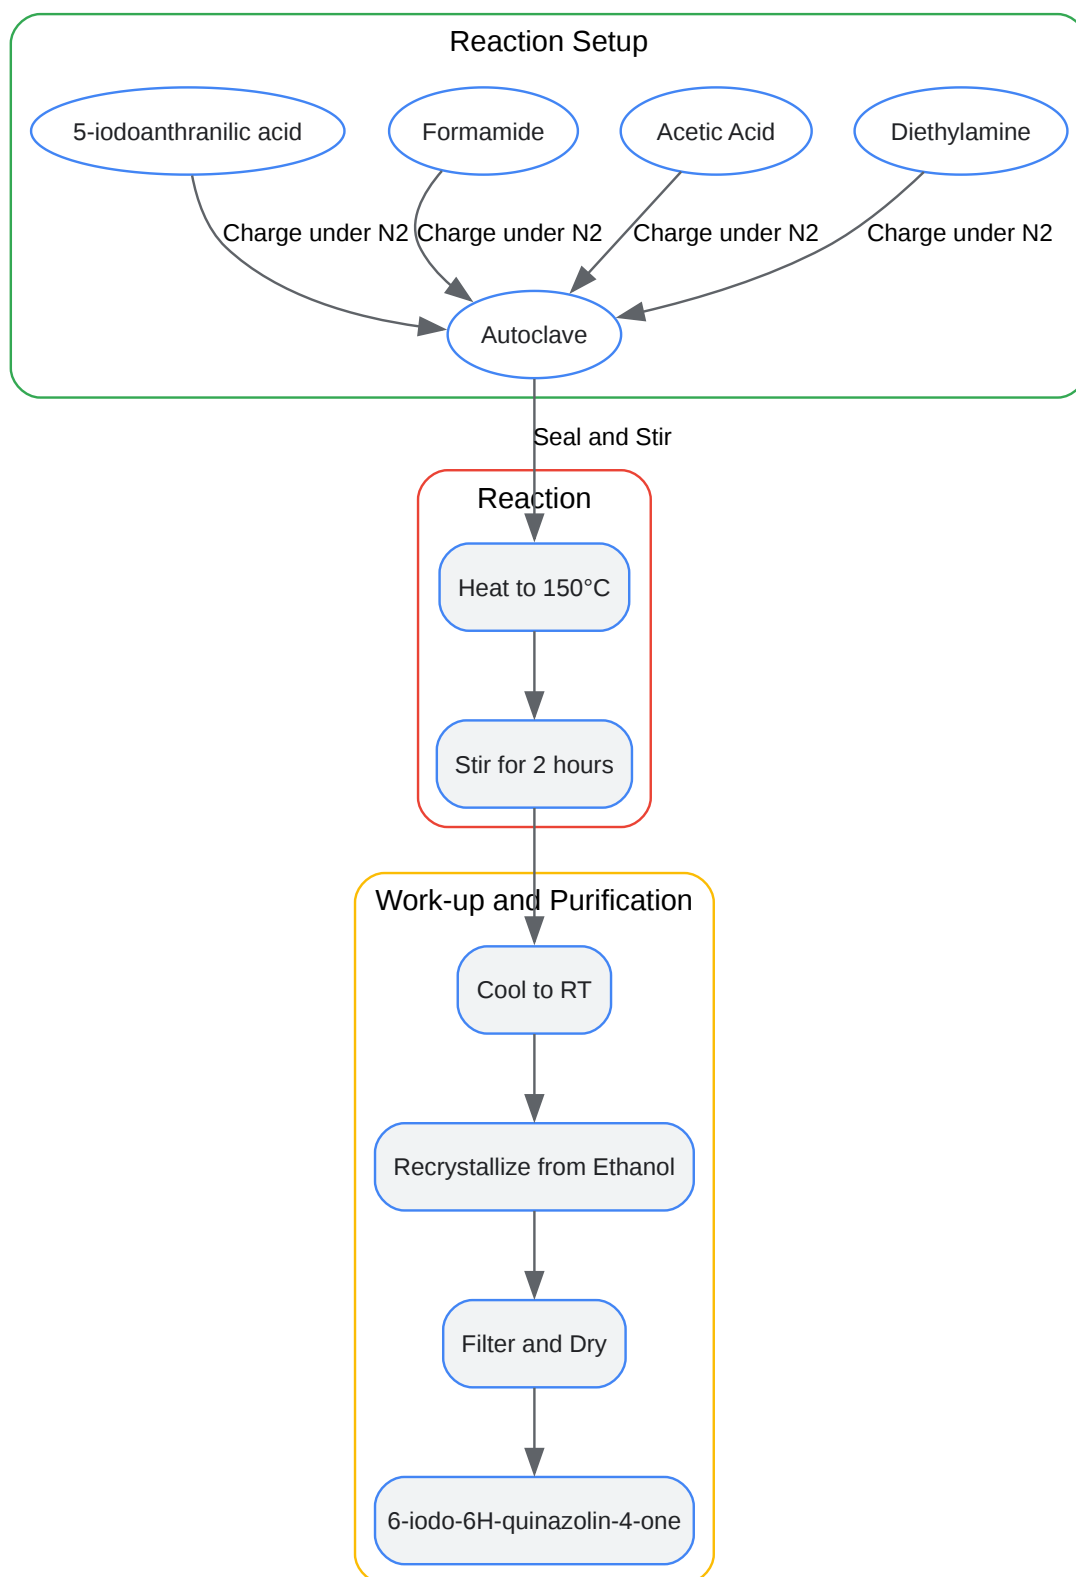 Reaction Setup
5-iodoanthranilic acid
Formamide
Acetic Acid
Diethylamine
Charge under N2
Charge under N2
Charge under N2
Charge under N2
Autoclave
Seal and Stir
Reaction
Heat to 150°C
Stir for 2 hours
Work-up and Purification
Cool to RT
Recrystallize from Ethanol
Filter and Dry
6-iodo-6H-quinazolin-4-one